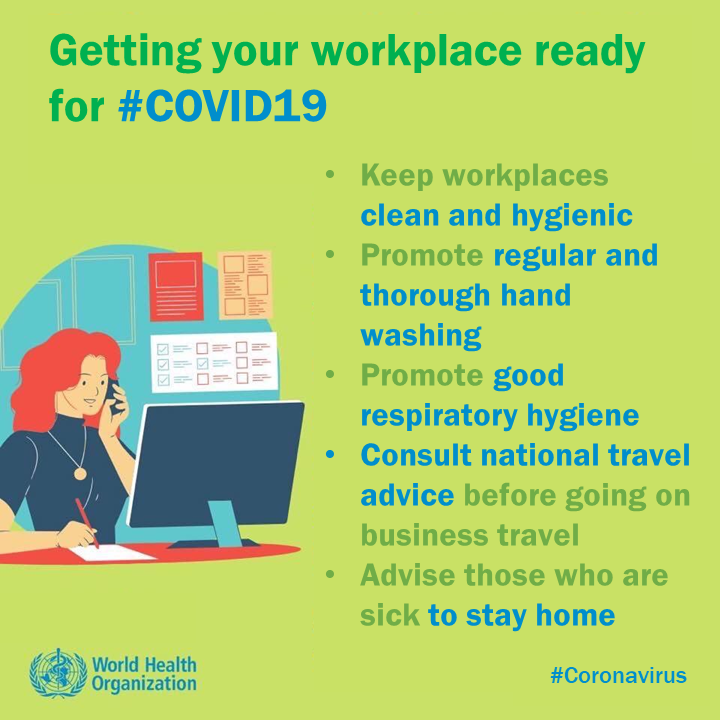 Getting your workplace ready
for #COVID19
• Keep workplaces
clean and hygienic
• Promote regular and
thorough hand
washing
• Promote good
respiratory hygiene
• Consult national travel
advice before going on
business travel
• Advise those who are
sick to stay home
World Health
Organization
#Coronavirus